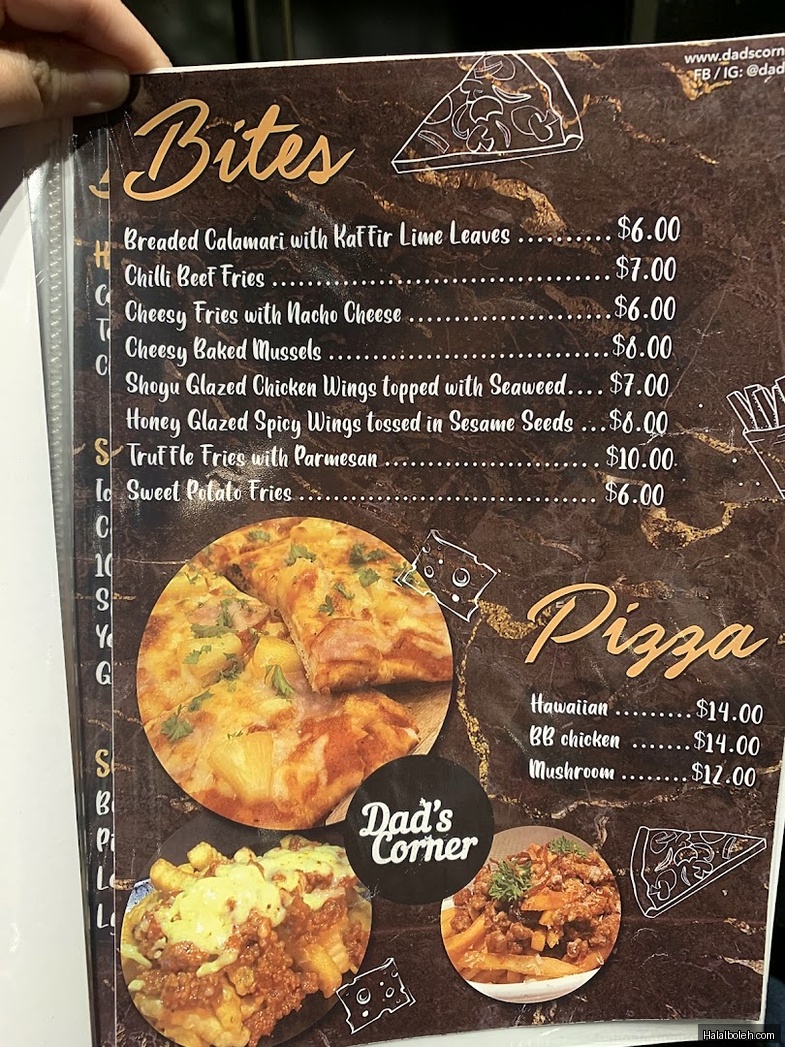 www.dadscorn
FB / IG: @dad
Bites
Breaded Calamari with Kaffir Lime Leaves .......... $6.00
Chilli Beef Fries ........................................ $7.00
Cheesy Fries with Nacho Cheese ....................... $6.00
Cheesy Baked Mussels ................................ $8.00
Shoyu Glazed Chicken Wings topped with Seaweed.... $7.00
Honey Glazed Spicy Wings tossed in Sesame Seeds ... $8.00
Truffle Fries with Parmesan ......................... $10.00
Sweet Potato Fries ................................... $6.00
Pizza
Hawaiian ........ $14.00
BB chicken ....... $14.00
Mushroom ........ $12.00
Dad's
Corner
Halalboleh.com